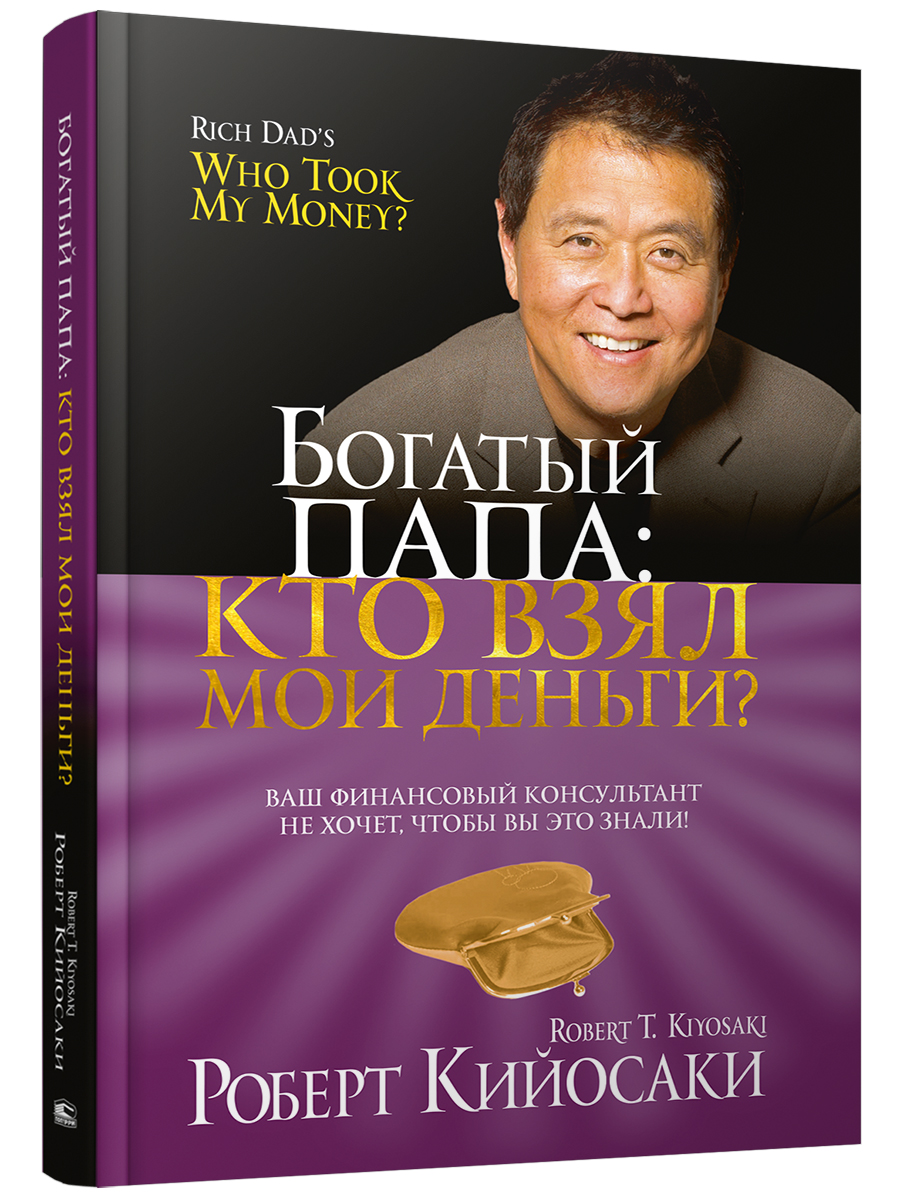 RICH DAD'S
WHO TOOK
MY MONEY?
БОГАТЫЙ
ПАПА:
КТО ВЗЯЛ
МОИ ДЕНЬГИ?
ВАШ ФИНАНСОВЫЙ КОНСУЛЬТАНТ
НЕ ХОЧЕТ, ЧТОБЫ ВЫ ЭТО ЗНАЛИ!
ROBERT T. KIYOSAKI
РОБЕРТ КИЙОСАКИ
БОГАТЫЙ ПАПА: КТО ВЗЯЛ МОИ ДЕНЬГИ?
ROBERT T. KIYOSAKI
РОБЕРТ КИЙОСАКИ
ПОПУРРИ